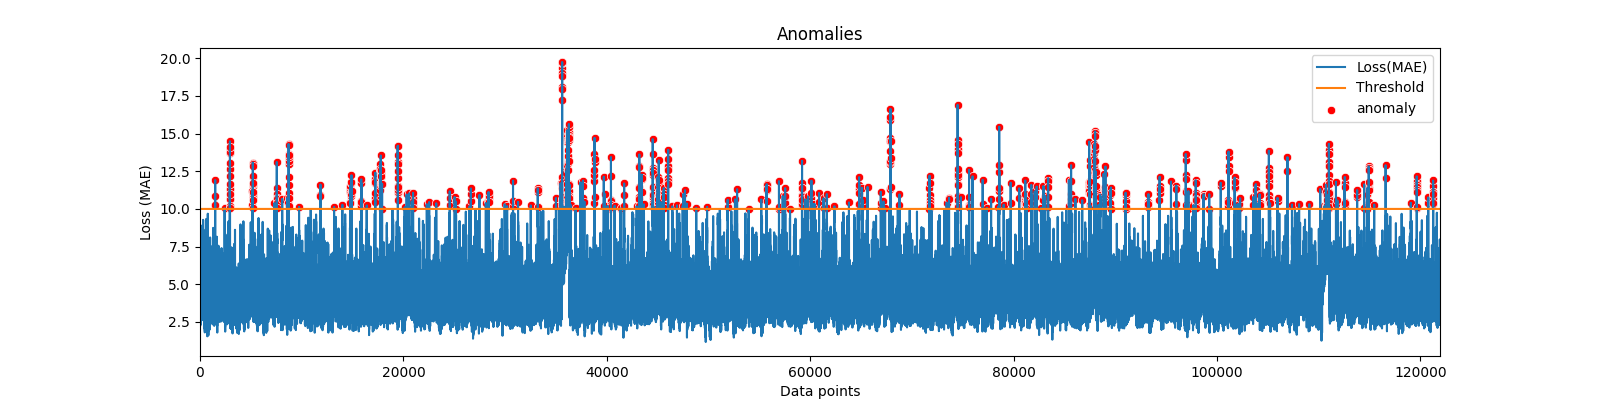 Anomalies
20.0
17.5
15.0
12.5
10.0
7.5
5.0
2.5
Loss (MAE)
Loss(MAE)
Threshold
anomaly
0 20000 40000 60000 80000 100000 120000
Data points